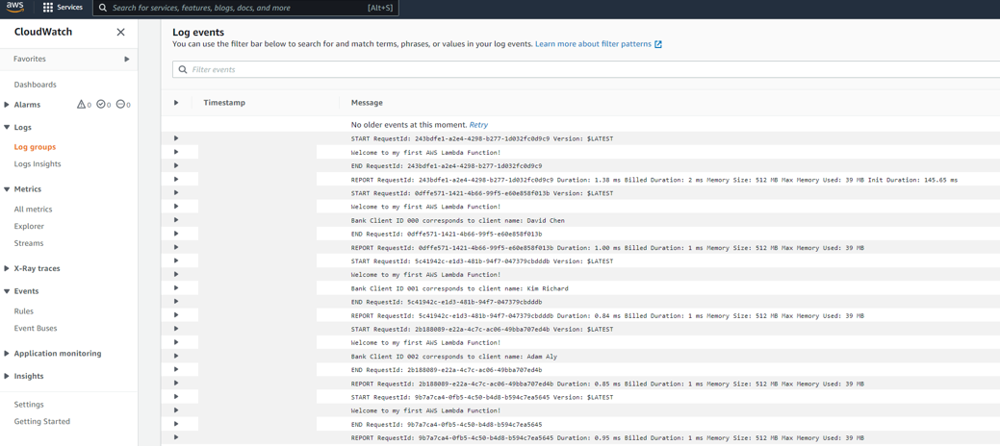 aws
Services
Search for services, features, blogs, docs, and more
[Alt+S]
CloudWatch
Favorites
Dashboards
Alarms
0
0
0
Logs
Log groups
Logs Insights
Metrics
All metrics
Explorer
Streams
X-Ray traces
Events
Rules
Event Buses
Application monitoring
Insights
Settings
Getting Started
Log events
You can use the filter bar below to search for and match terms, phrases, or values in your log events. Learn more about filter patterns
Filter events
Timestamp
Message
No older events at this moment. Retry
START RequestId: 243bdfe1-a2e4-4298-b277-1d032fc0d9c9 Version: $LATEST
Welcome to my first AWS Lambda Function!
END RequestId: 243bdfe1-a2e4-4298-b277-1d032fc0d9c9
REPORT RequestId: 243bdfe1-a2e4-4298-b277-1d032fc0d9c9 Duration: 1.38 ms Billed Duration: 2 ms Memory Size: 512 MB Max Memory Used: 39 MB Init Duration: 145.65 ms
START RequestId: 0dffe571-1421-4b66-99f5-e60e858f013b Version: $LATEST
Welcome to my first AWS Lambda Function!
Bank Client ID 000 corresponds to client name: David Chen
END RequestId: 0dffe571-1421-4b66-99f5-e60e858f013b
REPORT RequestId: 0dffe571-1421-4b66-99f5-e60e858f013b Duration: 1.00 ms Billed Duration: 1 ms Memory Size: 512 MB Max Memory Used: 39 MB
START RequestId: 5c41942c-e1d3-481b-94f7-047379cbdddb Version: $LATEST
Welcome to my first AWS Lambda Function!
Bank Client ID 001 corresponds to client name: Kim Richard
END RequestId: 5c41942c-e1d3-481b-94f7-047379cbdddb
REPORT RequestId: 5c41942c-e1d3-481b-94f7-047379cbdddb Duration: 0.84 ms Billed Duration: 1 ms Memory Size: 512 MB Max Memory Used: 39 MB
START RequestId: 2b188089-e22a-4c7c-ac06-49bba707ed4b Version: $LATEST
Welcome to my first AWS Lambda Function!
Bank Client ID 002 corresponds to client name: Adam Aly
END RequestId: 2b188089-e22a-4c7c-ac06-49bba707ed4b
REPORT RequestId: 2b188089-e22a-4c7c-ac06-49bba707ed4b Duration: 0.85 ms Billed Duration: 1 ms Memory Size: 512 MB Max Memory Used: 39 MB
START RequestId: 9b7a7ca4-0fb5-4c50-b4d8-b594c7ea5645 Version: $LATEST
Welcome to my first AWS Lambda Function!
END RequestId: 9b7a7ca4-0fb5-4c50-b4d8-b594c7ea5645
REPORT RequestId: 9b7a7ca4-0fb5-4c50-b4d8-b594c7ea5645 Duration: 0.95 ms Billed Duration: 1 ms Memory Size: 512 MB Max Memory Used: 39 MB